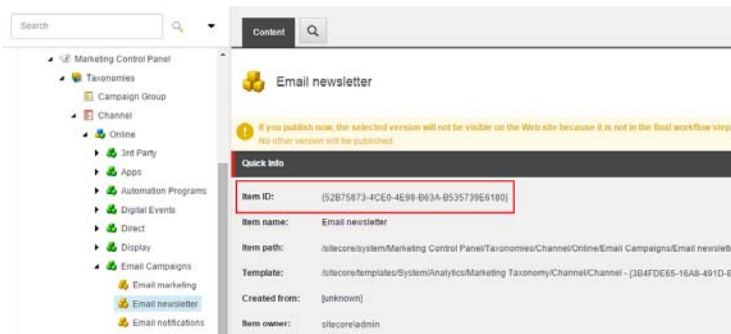 Search
Marketing Control Panel
Taxonomies
Campaign Group
Channel
Online
3rd Party
Apps
Automation Programs
Digital Events
Direct
Display
Email Campaigns
Email marketing
Email newsletter
Email notifications
Content
Email newsletter
If you publish now, the selected version will not be visible on the Web site because it is not in the final workflow step
No other version will be published
Quick Info
Item ID: {52B75873-4CE0-4E98-B63A-B535739E6180}
Item name: Email newsletter
Item path: /sitecore/system/Marketing Control Panel/Taxonomies/Channel/Online/Email Campaigns/Email newslett
Template: /sitecore/templates/System/Analytics/Marketing Taxonomy/Channel/Channel - {3B4FDE65-16A8-491D-B
Created from: [unknown]
Item owner: sitecore\admin